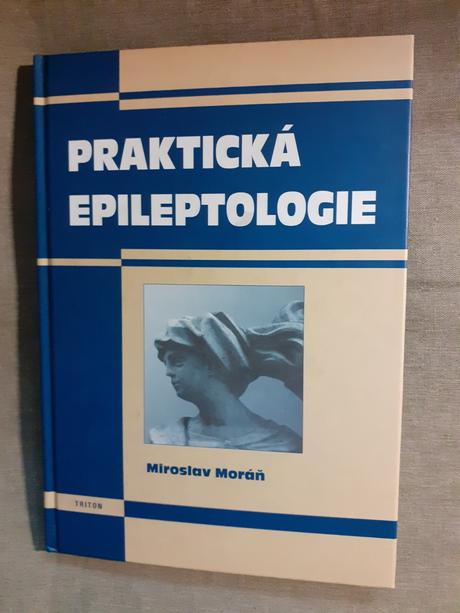 PRAKTICKÁ
EPILEPTOLOGIE
Miroslav Moráň
TRITON